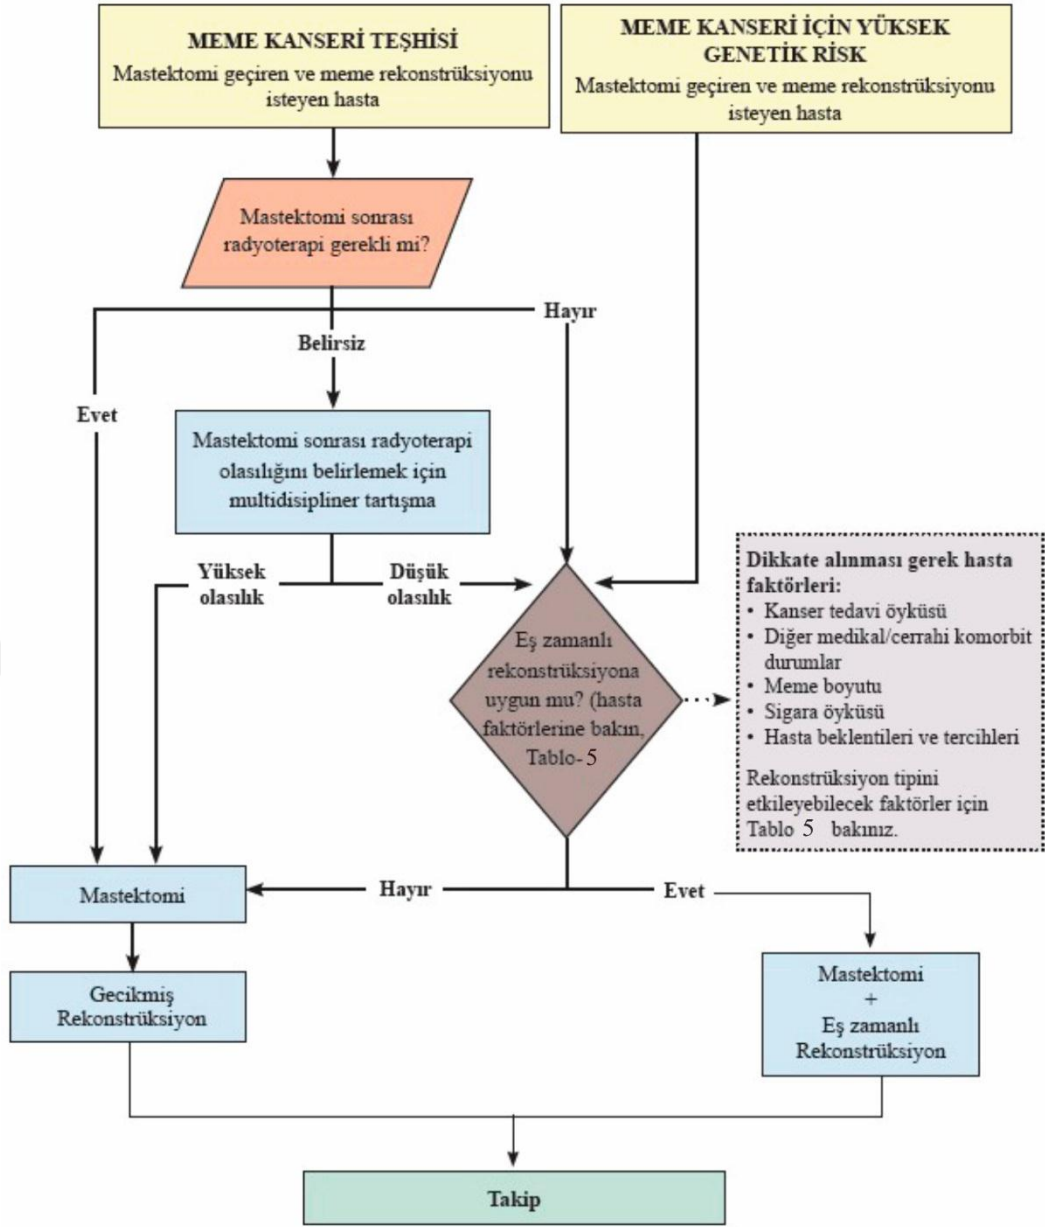 MEME KANSERİ TEŞHİSİ
Mastektomi geçiren ve meme rekonstrüksiyonu
isteyen hasta
MEME KANSERİ İÇİN YÜKSEK
GENETİK RİSK
Mastektomi geçiren ve meme rekonstrüksiyonu
isteyen hasta
Mastektomi sonrası
radyoterapi gerekli mi?
Hayır
Belirsiz
Evet
Mastektomi sonrası radyoterapi
olasılığını belirlemek için
multidisipliner tartışma
Yüksek
olasılık
Düşük
olasılık
Eş zamanlı
rekonstrüksiyona
uygun mu? (hasta
faktörlerine bakın,
Tablo-5
Dikkate alınması gerek hasta
faktörleri:
• Kanser tedavi öyküsü
• Diğer medikal/cerrahi komorbit
durumlar
• Meme boyutu
• Sigara öyküsü
• Hasta beklentileri ve tercihleri
Rekonstrüksiyon tipini
etkileyebilecek faktörler için
Tablo 5 bakınız.
Hayır
Evet
Mastektomi
Gecikmiş
Rekonstrüksiyon
Mastektomi
+
Eş zamanlı
Rekonstrüksiyon
Takip